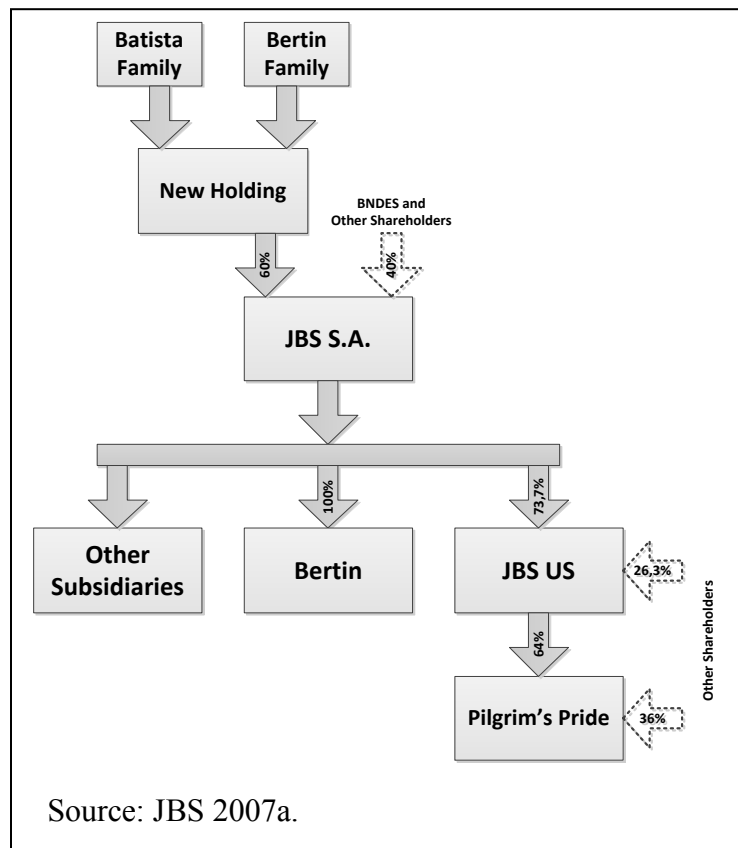 Batista
Family
Bertin
Family
New Holding
BNDES and
Other Shareholders
60%
40%
JBS S.A.
100%
73,7%
Other
Subsidiaries
Bertin
JBS US
26,3%
64%
Other Shareholders
Pilgrim’s Pride
36%
Source: JBS 2007a.